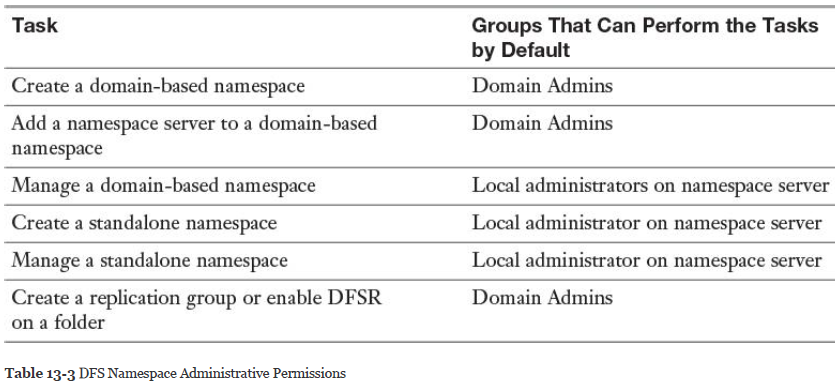 Task
Groups That Can Perform the Tasks
by Default
Create a domain-based namespace
Domain Admins
Add a namespace server to a domain-based
namespace
Domain Admins
Manage a domain-based namespace
Local administrators on namespace server
Create a standalone namespace
Local administrator on namespace server
Manage a standalone namespace
Local administrator on namespace server
Create a replication group or enable DFSR
on a folder
Domain Admins
Table 13-3 DFS Namespace Administrative Permissions